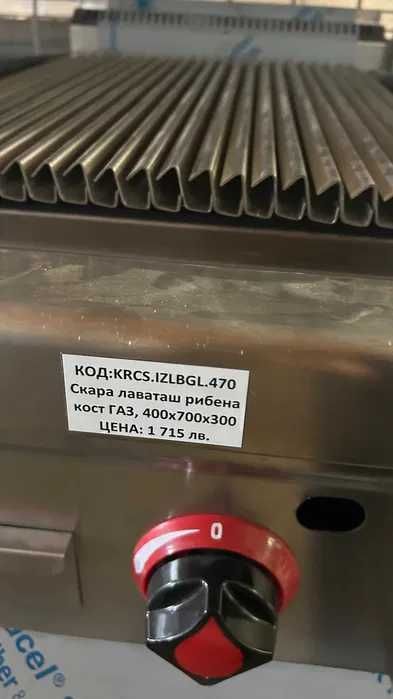 КОД:KRCS.IZLBGL.470
Скара лаваташ рибена
кост ГАЗ, 400x700x300
ЦЕНА: 1 715 лв.
0